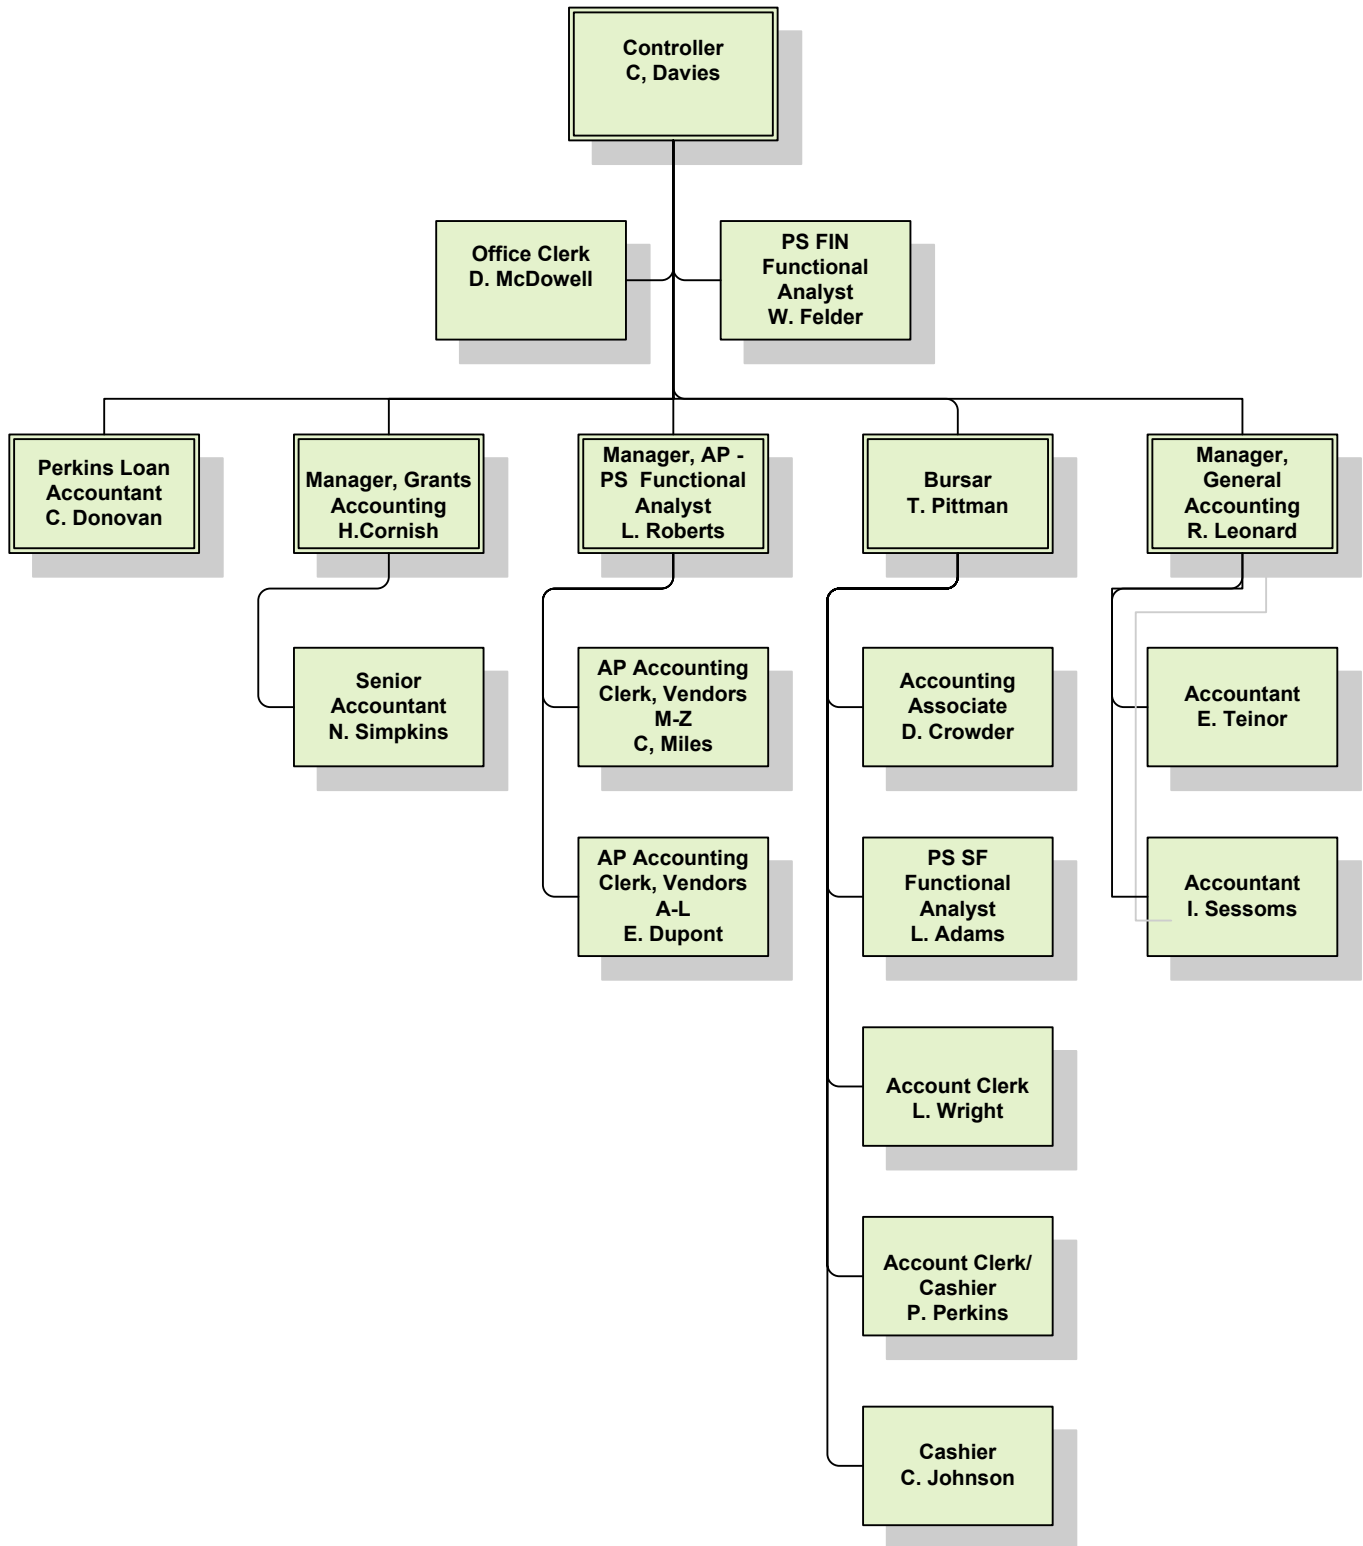 Controller
C, Davies
Office Clerk
D. McDowell
PS FIN
Functional
Analyst
W. Felder
Perkins Loan
Accountant
C. Donovan
Manager, Grants
Accounting
H.Cornish
Manager, AP -
PS  Functional
Analyst
L. Roberts
Bursar
T. Pittman
Manager,
General
Accounting
R. Leonard
Senior
Accountant
N. Simpkins
AP Accounting
Clerk, Vendors
M-Z
C, Miles
Accounting
Associate
D. Crowder
Accountant
E. Teinor
AP Accounting
Clerk, Vendors
A-L
E. Dupont
PS SF
Functional
Analyst
L. Adams
Accountant
I. Sessoms
Account Clerk
L. Wright
Account Clerk/
Cashier
P. Perkins
Cashier
C. Johnson